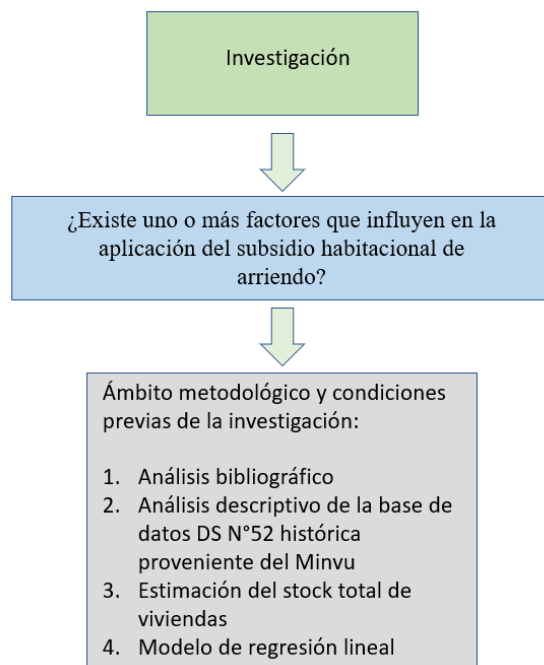 Investigación
¿Existe uno o más factores que influyen en la
aplicación del subsidio habitacional de
arriendo?
Ámbito metodológico y condiciones
previas de la investigación:
1. Análisis bibliográfico
2. Análisis descriptivo de la base de
datos DS N°52 histórica
proveniente del Minvu
3. Estimación del stock total de
viviendas
4. Modelo de regresión lineal